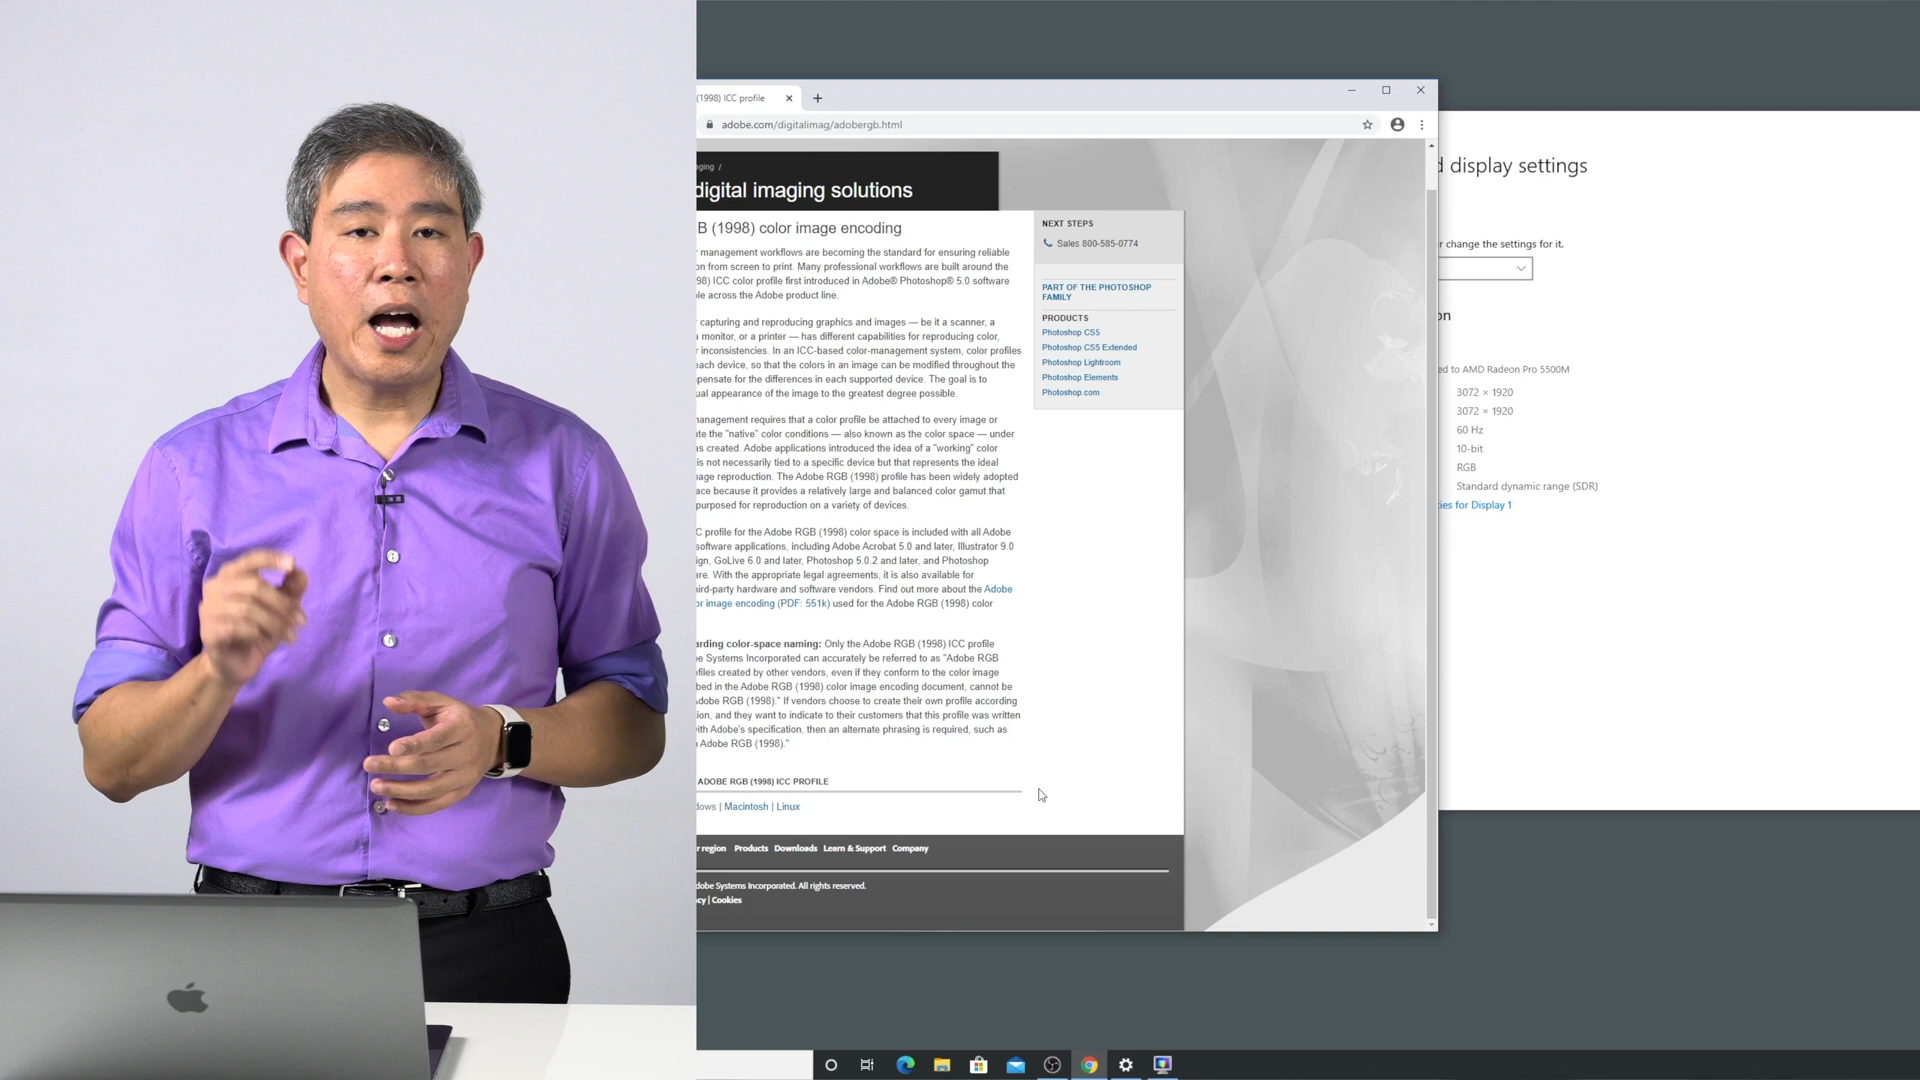 (1998) ICC profile
adobe.com/digitalimag/adobergb.html
/
digital imaging solutions
B (1998) color image encoding
management workflows are becoming the standard for ensuring reliable
on from screen to print. Many professional workflows are built around the
98) ICC color profile first introduced in Adobe® Photoshop® 5.0 software
le across the Adobe product line.
capturing and reproducing graphics and images — be it a scanner, a
monitor, or a printer — has different capabilities for reproducing color,
inconsistencies. In an ICC-based color-management system, color profiles
each device, so that the colors in an image can be modified throughout the
pensate for the differences in each supported device. The goal is to
ual appearance of the image to the greatest degree possible.
nanagement requires that a color profile be attached to every image or
te the "native" color conditions — also known as the color space — under
as created. Adobe applications introduced the idea of a "working" color
is not necessarily tied to a specific device but that represents the ideal
age reproduction. The Adobe RGB (1998) profile has been widely adopted
ace because it provides a relatively large and balanced color gamut that
purposed for reproduction on a variety of devices.
C profile for the Adobe RGB (1998) color space is included with all Adobe
software applications, including Adobe Acrobat 5.0 and later, Illustrator 9.0
ign, GoLive 6.0 and later, Photoshop 5.0.2 and later, and Photoshop
are. With the appropriate legal agreements, it is also available for
ird-party hardware and software vendors. Find out more about the Adobe
or image encoding (PDF: 551k) used for the Adobe RGB (1998) color
arding color-space naming: Only the Adobe RGB (1998) ICC profile
e Systems Incorporated can accurately be referred to as "Adobe RGB
files created by other vendors, even if they conform to the color image
bed in the Adobe RGB (1998) color image encoding document, cannot be
Adobe RGB (1998)." If vendors choose to create their own profile according
ion, and they want to indicate to their customers that this profile was written
ith Adobe's specification, then an alternate phrasing is required, such as
Adobe RGB (1998)."
ADOBE RGB (1998) ICC PROFILE
dows | Macintosh | Linux
r region Products Downloads Learn & Support Company
dobe Systems Incorporated. All rights reserved.
cy | Cookies
NEXT STEPS
Sales 800-585-0774
PART OF THE PHOTOSHOP
FAMILY
PRODUCTS
Photoshop CS5
Photoshop CS5 Extended
Photoshop Lightroom
Photoshop Elements
Photoshop.com
d display settings
r change the settings for it.
on
ed to AMD Radeon Pro 5500M
3072 × 1920
3072 × 1920
60 Hz
10-bit
RGB
Standard dynamic range (SDR)
ties for Display 1